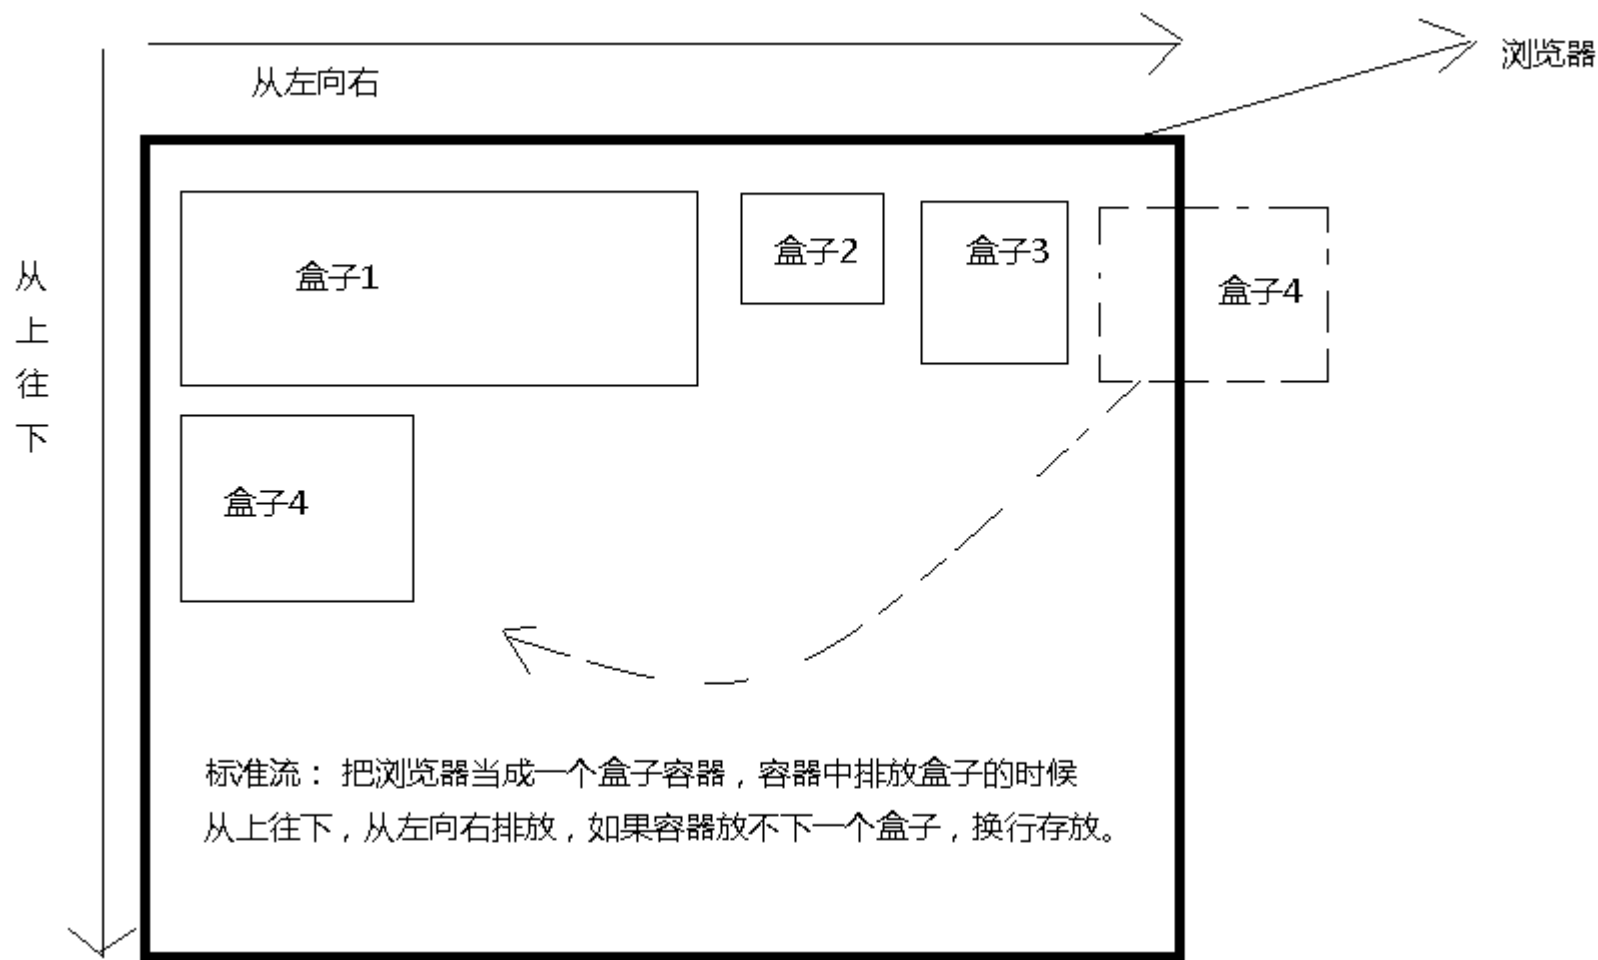 从左向右
浏览器
从
上
往
下
盒子1
盒子2
盒子3
盒子4
盒子4
标准流： 把浏览器当成一个盒子容器，容器中排放盒子的时候
从上往下，从左向右排放，如果容器放不下一个盒子，换行存放。